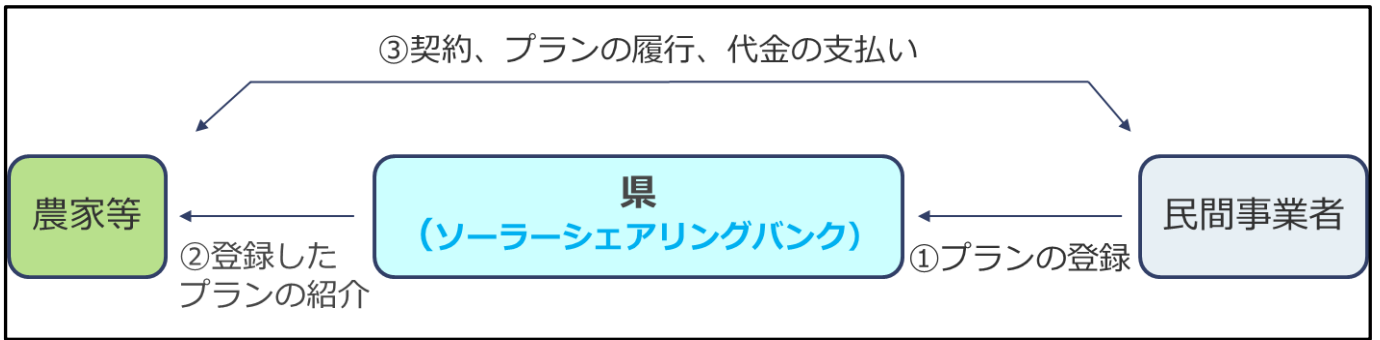 ③契約、プランの履行、代金の支払い
農家等
県
（ソーラーシェアリングバンク）
民間事業者
②登録した
プランの紹介
①プランの登録